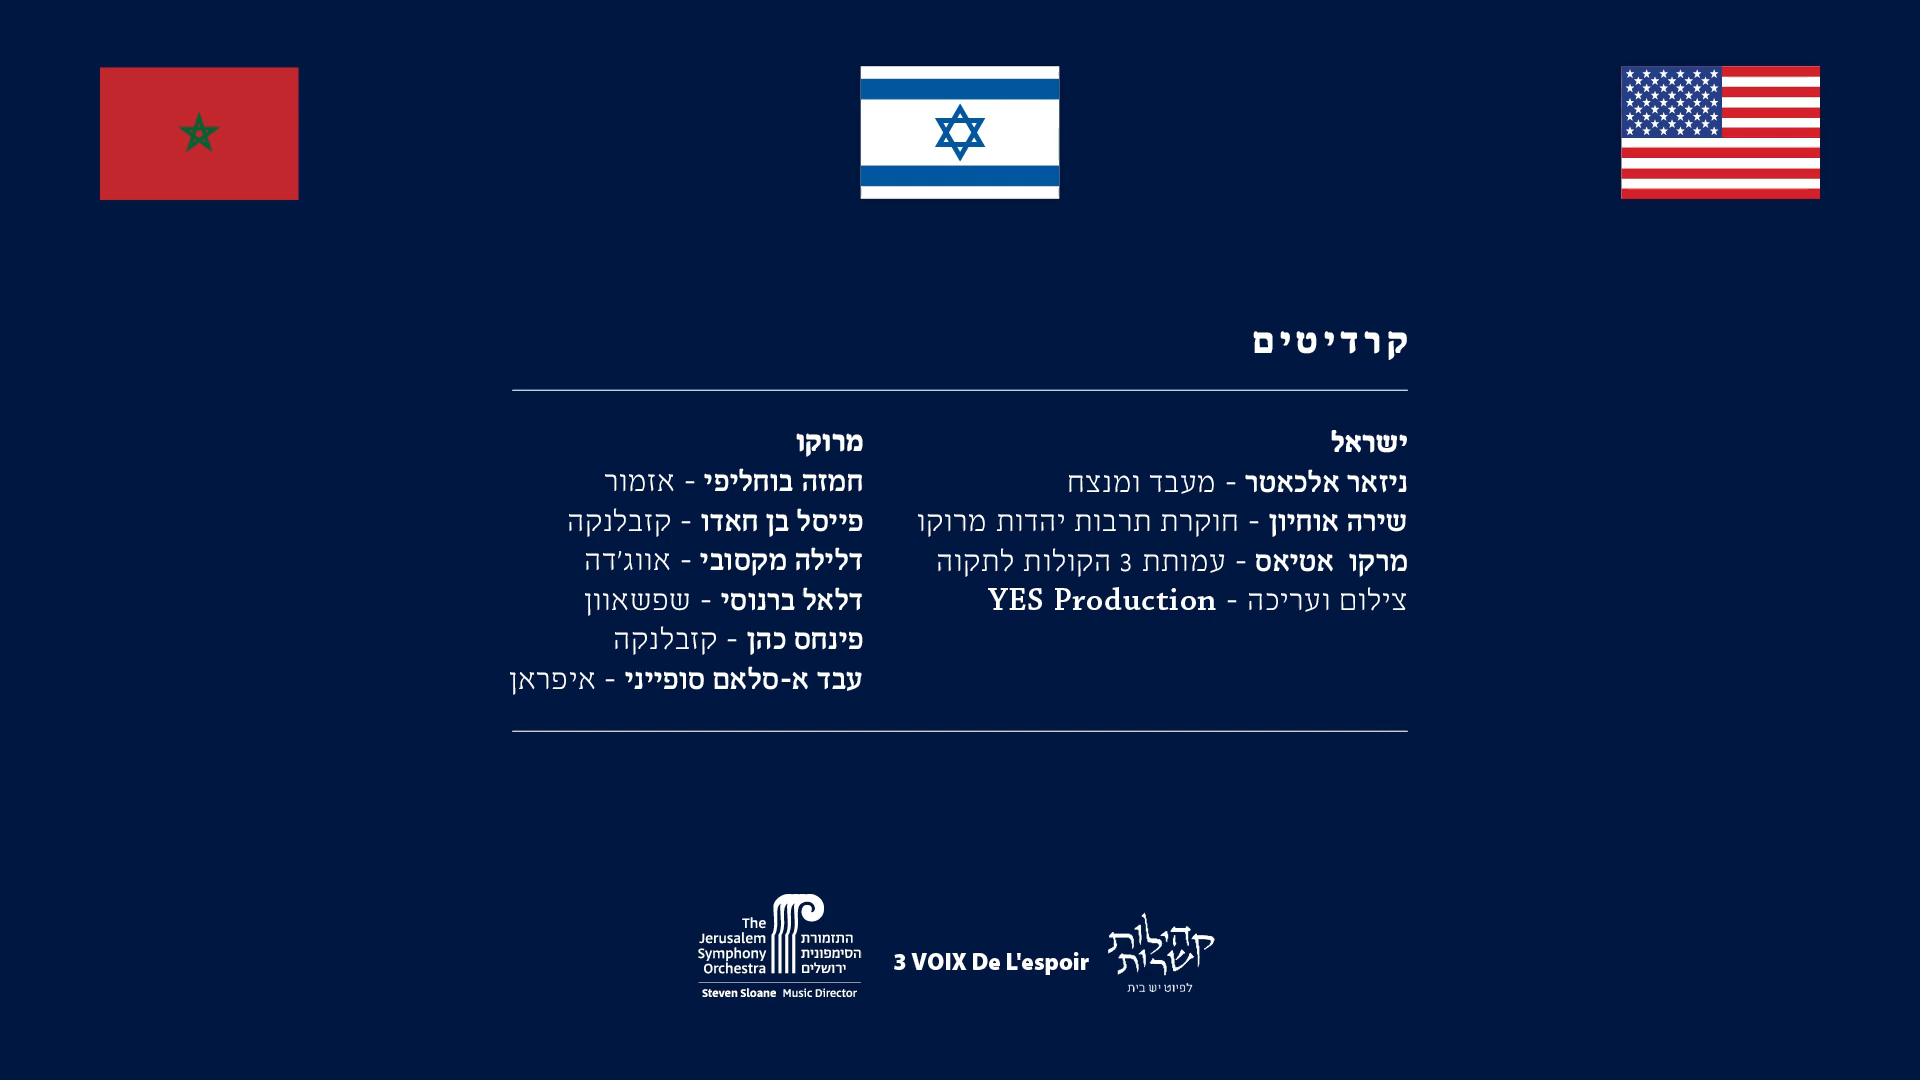 קרדיטים
ישראל
ניזאר אלכאטר - מעבד ומנצח
שירה אוחיון - חוקרת תרבות יהדות מרוקו
מרקו אטיאס - עמותת 3 הקולות לתקוה
צילום ועריכה - YES Production
מרוקו
חמזה בוחליפי - אזמור
פייסל בן חאדו - קזבלנקה
דלילה מקסובי - אווג'דה
דלאל ברנוסי - שפשאוון
פינחס כהן - קזבלנקה
עבד א-סלאם סופייני - איפראן
קהילות
שרות
לפיוט יש בית
3 VOIX De L'espoir
The
Jerusalem
Symphony
Orchestra
התזמורת
הסימפונית
ירושלים
Steven Sloane Music Director